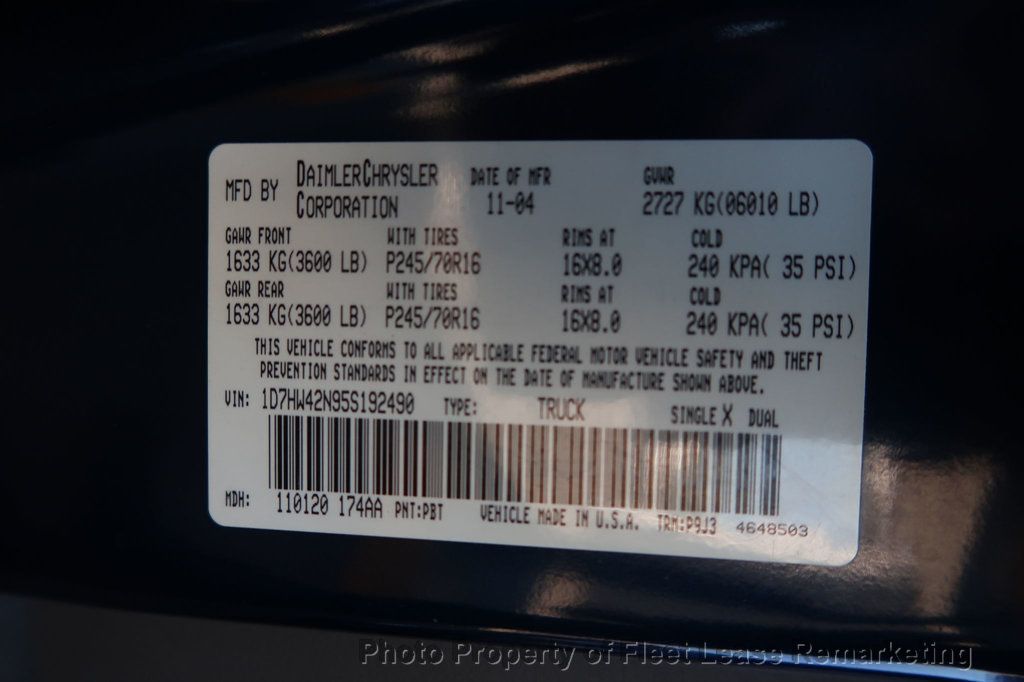 MFD BY DAIMLERCHRYSLER CORPORATION DATE OF MFR 11-04 GVWR 2727 KG(06010 LB)
GAWR FRONT WITH TIRES RIMS AT COLD
1633 KG(3600 LB) P245/70R16 16X8.0 240 KPA( 35 PSI)
GAWR REAR WITH TIRES RIMS AT COLD
1633 KG(3600 LB) P245/70R16 16X8.0 240 KPA( 35 PSI)
THIS VEHICLE CONFORMS TO ALL APPLICABLE FEDERAL MOTOR VEHICLE SAFETY AND THEFT
PREVENTION STANDARDS IN EFFECT ON THE DATE OF MANUFACTURE SHOWN ABOVE.
VIN: 1D7HW42N95S192490 TYPE: TRUCK SINGLE X DUAL
MDH: 110120 174AA PNT:PBT VEHICLE MADE IN U.S.A. TRM:P9J3 4648503
Photo Property of Fleet Lease Remarketing